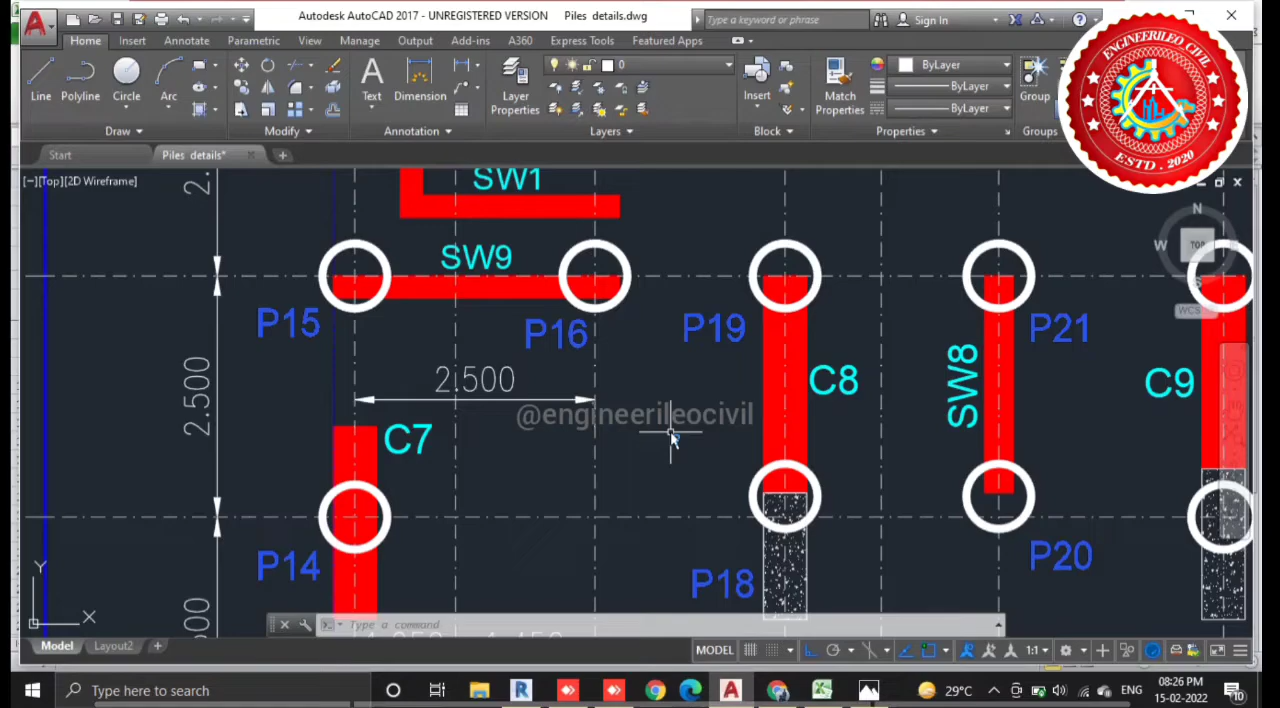 Autodesk AutoCAD 2017 - UNREGISTERED VERSION Piles details.dwg
Type a keyword or phrase
Sign In
Home Insert Annotate Parametric View Manage Output Add-ins A360 Express Tools Featured Apps
0
ByLayer
ByLayer
ByLayer
Line Polyline Circle Arc
Text Dimension
Layer Properties
Insert
Match Properties
Group
Draw Modify Annotation Layers Block Properties Groups
Start Piles details* +
[−][Top][2D Wireframe]
ENGINEERILEO CIVIL
ESTD . 2020
N
W TOP
S
WCS
2.
SW1
SW9
P15
P16
P19
P21
2.500
2.500
C7
C8
SW8
C9
@engineerileocivil
P14
P18
P20
Y
X
Type a command
Model Layout2 +
MODEL
1:1
Type here to search
29°C
ENG
08:26 PM
15-02-2022
10